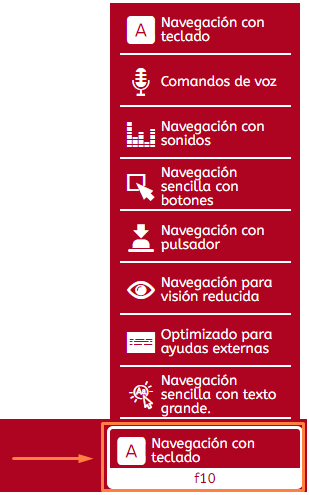 A
Navegación con
teclado
Comandos de voz
Navegación con
sonidos
Navegación
sencilla con
botones
Navegación con
pulsador
Navegación para
visión reducida
Optimizado para
ayudas externas
Aa
Navegación
sencilla con texto
grande.
A
Navegación con
teclado
f10